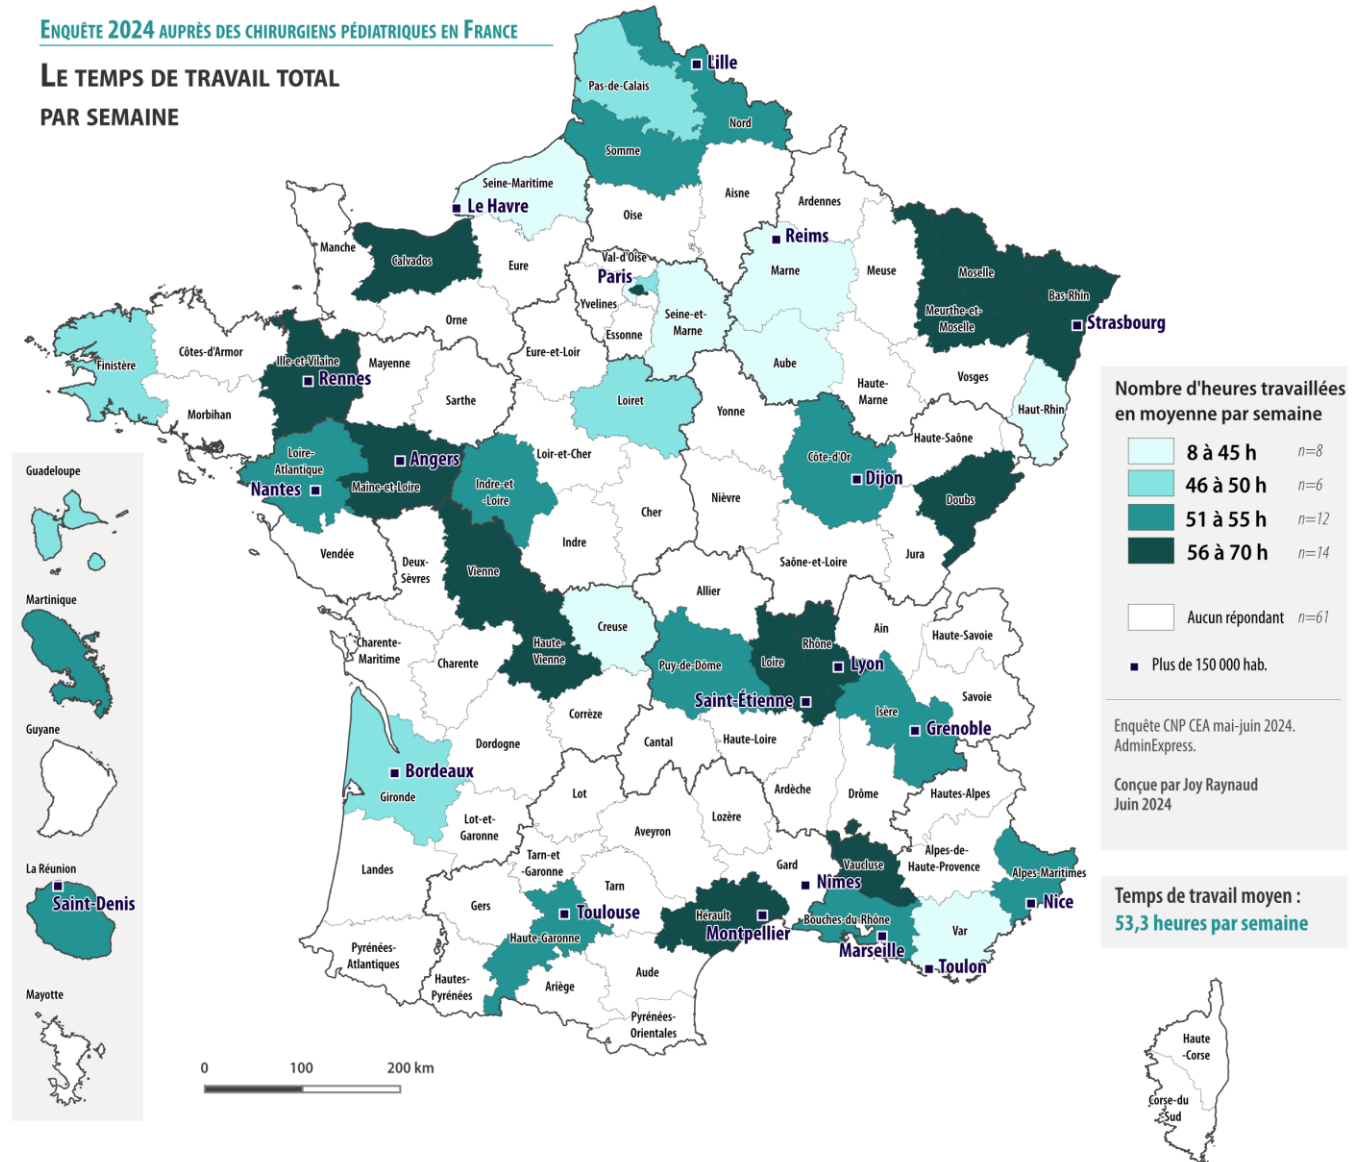 Enquête 2024 auprès des chirurgiens pédiatriques en France
Le temps de travail total
par semaine
Lille
Pas-de-Calais
Nord
Somme
Seine-Maritime
Le Havre
Aisne
Ardennes
Oise
Reims
Manche
Calvados
Eure
Val-d'Oise
Paris
Marne
Meuse
Moselle
Bas-Rhin
Yvelines
Seine-et-
Marne
Meurthe-et-
Moselle
Strasbourg
Orne
Essonne
Finistère
Côtes-d'Armor
Ille-et-Vilaine
Rennes
Mayenne
Eure-et-Loir
Aube
Haute-
Marne
Vosges
Morbihan
Sarthe
Loiret
Yonne
Haut-Rhin
Loire-
Atlantique
Angers
Loir-et-Cher
Côte-d'Or
Haute-Saône
Nantes
Maine-et-Loire
Indre-et
-Loire
Dijon
Nièvre
Doubs
Cher
Vendée
Deux-
Sèvres
Indre
Vienne
Saône-et-Loire
Jura
Allier
Charente-
Maritime
Charente
Haute-
Vienne
Creuse
Puy-de-Dôme
Loire
Rhône
Ain
Haute-Savoie
Lyon
Saint-Étienne
Savoie
Isère
Grenoble
Corrèze
Dordogne
Cantal
Haute-Loire
Bordeaux
Gironde
Lot
Ardèche
Drôme
Hautes-Alpes
Lot-et-
Garonne
Aveyron
Lozère
Landes
Tarn-et
-Garonne
Tarn
Gard
Nîmes
Vaucluse
Alpes-de-
Haute-Provence
Alpes-Maritimes
Nice
Gers
Toulouse
Haute-Garonne
Hérault
Montpellier
Bouches-du-Rhône
Marseille
Var
Toulon
Pyrénées-
Atlantiques
Hautes-
Pyrénées
Ariège
Aude
Pyrénées-
Orientales
Haute
-Corse
Corse-du
-Sud
Guadeloupe
Martinique
Guyane
La Réunion
Saint-Denis
Mayotte
0 100 200 km
Nombre d'heures travaillées
en moyenne par semaine
8 à 45 h n=8
46 à 50 h n=6
51 à 55 h n=12
56 à 70 h n=14
Aucun répondant n=61
Plus de 150 000 hab.
Enquête CNP CEA mai-juin 2024.
AdminExpress.
Conçue par Joy Raynaud
Juin 2024
Temps de travail moyen :
53,3 heures par semaine